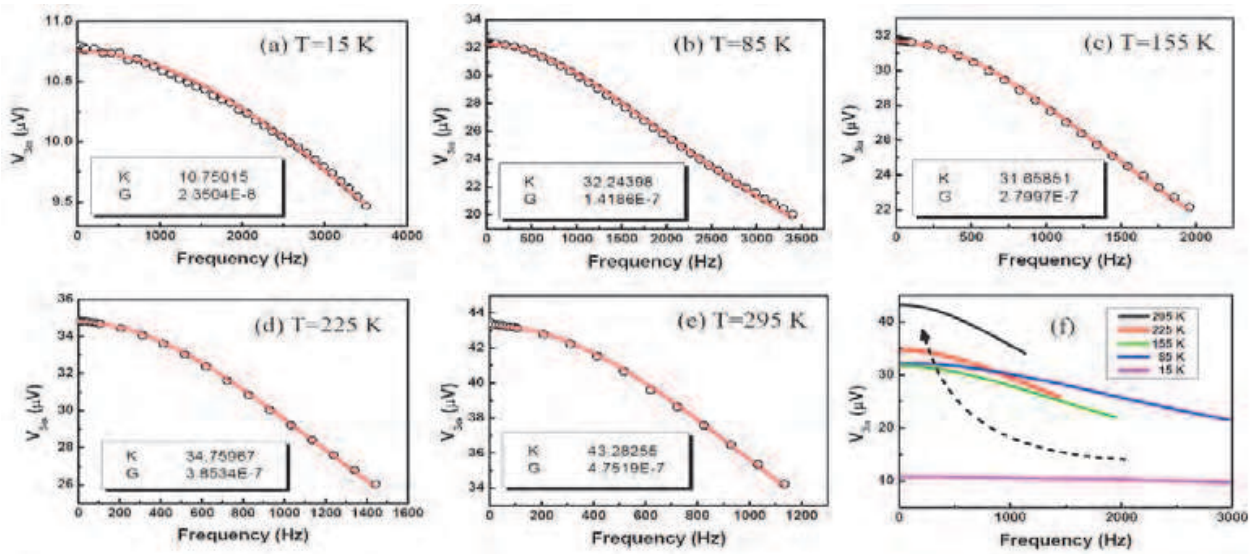 (a) T=15 K
11.0
10.5
10.0
9.5
V3ω (μV)
K 10.75015
G 2.3504E-8
0 1000 2000 3000 4000
Frequency (Hz)
(b) T=85 K
34
32
30
28
26
24
22
20
V3ω (μV)
K 32.24398
G 1.4186E-7
0 500 1000 1500 2000 2500 3000 3500
Frequency (Hz)
(c) T=155 K
34
32
30
28
26
24
22
V3ω (μV)
K 31.65851
G 2.7997E-7
0 500 1000 1500 2000
Frequency (Hz)
(d) T=225 K
36
34
32
30
28
26
V3ω (μV)
K 34.75967
G 3.8534E-7
0 200 400 600 800 1000 1200 1400 1600
Frequency (Hz)
(e) T=295 K
44
42
40
38
36
34
V3ω (μV)
K 43.28255
G 4.7519E-7
0 200 400 600 800 1000 1200
Frequency (Hz)
(f)
40
30
20
10
V3ω (μV)
295 K
225 K
155 K
85 K
15 K
0 1000 2000 3000
Frequency (Hz)